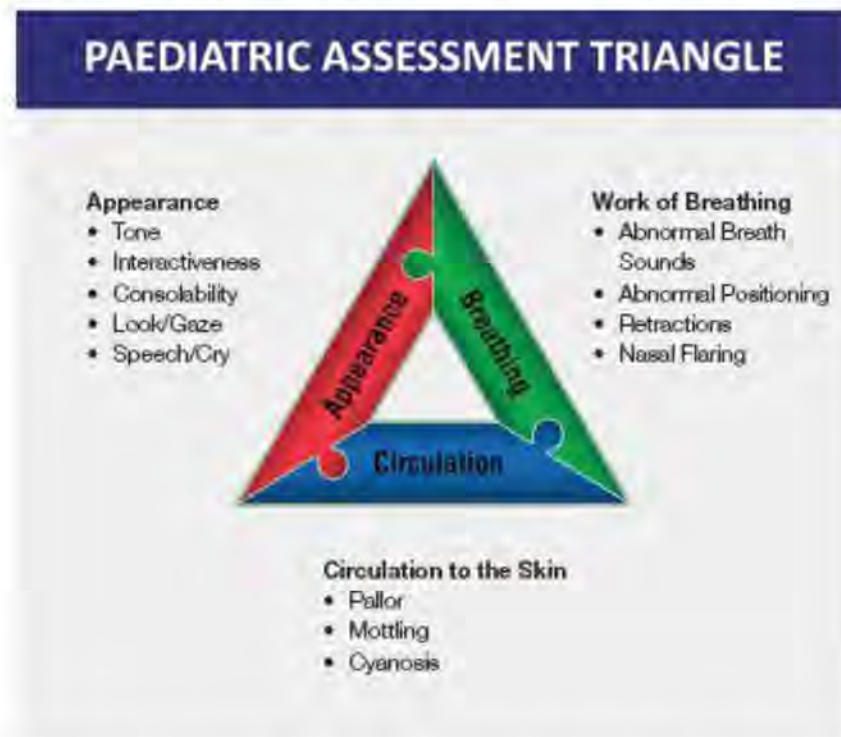 PAEDIATRIC ASSESSMENT TRIANGLE
Appearance
• Tone
• Interactiveness
• Consolability
• Look/Gaze
• Speech/Cry
Work of Breathing
• Abnormal Breath
Sounds
• Abnormal Positioning
• Retractions
• Nasal Flaring
Appearance
Breathing
Circulation
Circulation to the Skin
• Pallor
• Mottling
• Cyanosis